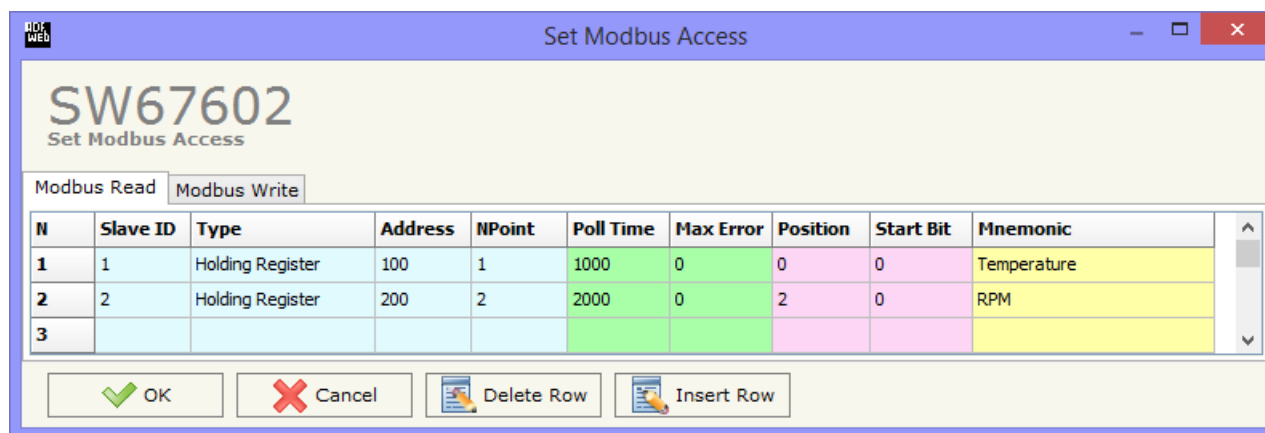 ADF
WEB
Set Modbus Access
SW67602
Set Modbus Access
Modbus Read Modbus Write
N Slave ID Type Address NPoint Poll Time Max Error Position Start Bit Mnemonic
1 1 Holding Register 100 1 1000 0 0 0 Temperature
2 2 Holding Register 200 2 2000 0 2 0 RPM
3
OK Cancel Delete Row Insert Row